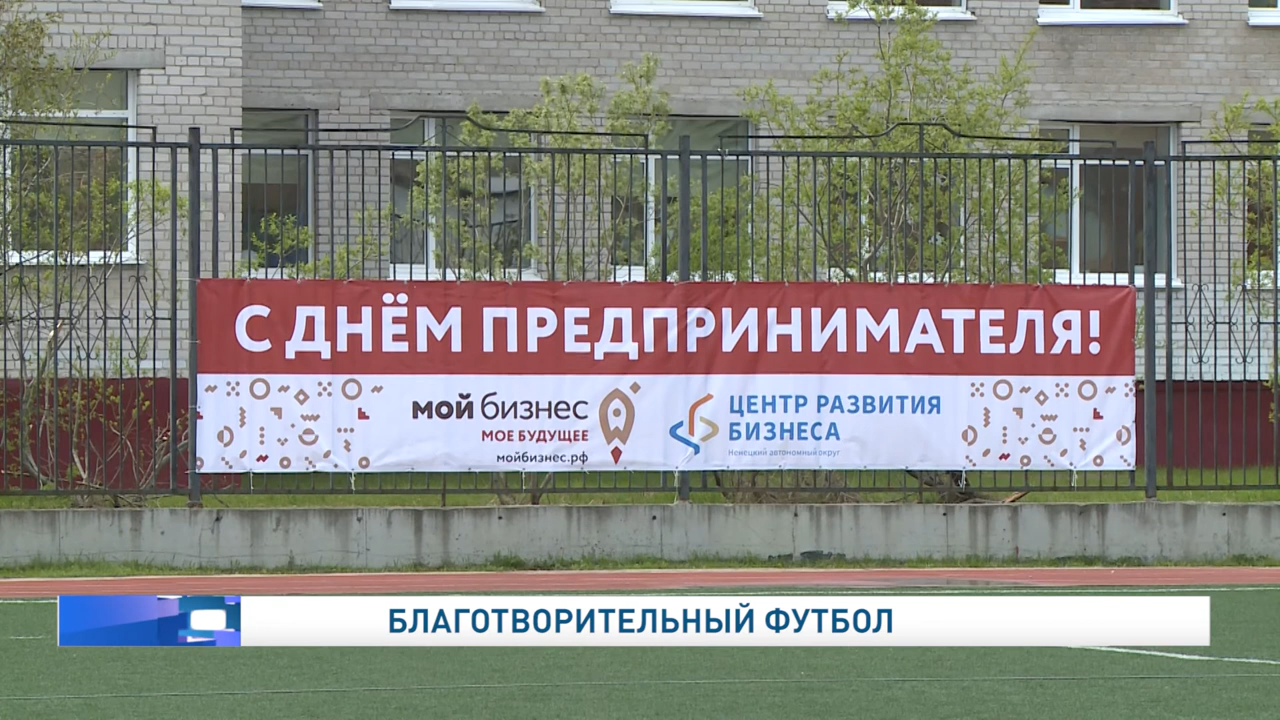 С ДНЁМ ПРЕДПРИНИМАТЕЛЯ!
мой бизнес
МОЕ БУДУЩЕЕ
мойбизнес.рф
ЦЕНТР РАЗВИТИЯ
БИЗНЕСА
Ненецкий автономный округ
БЛАГОТВОРИТЕЛЬНЫЙ ФУТБОЛ